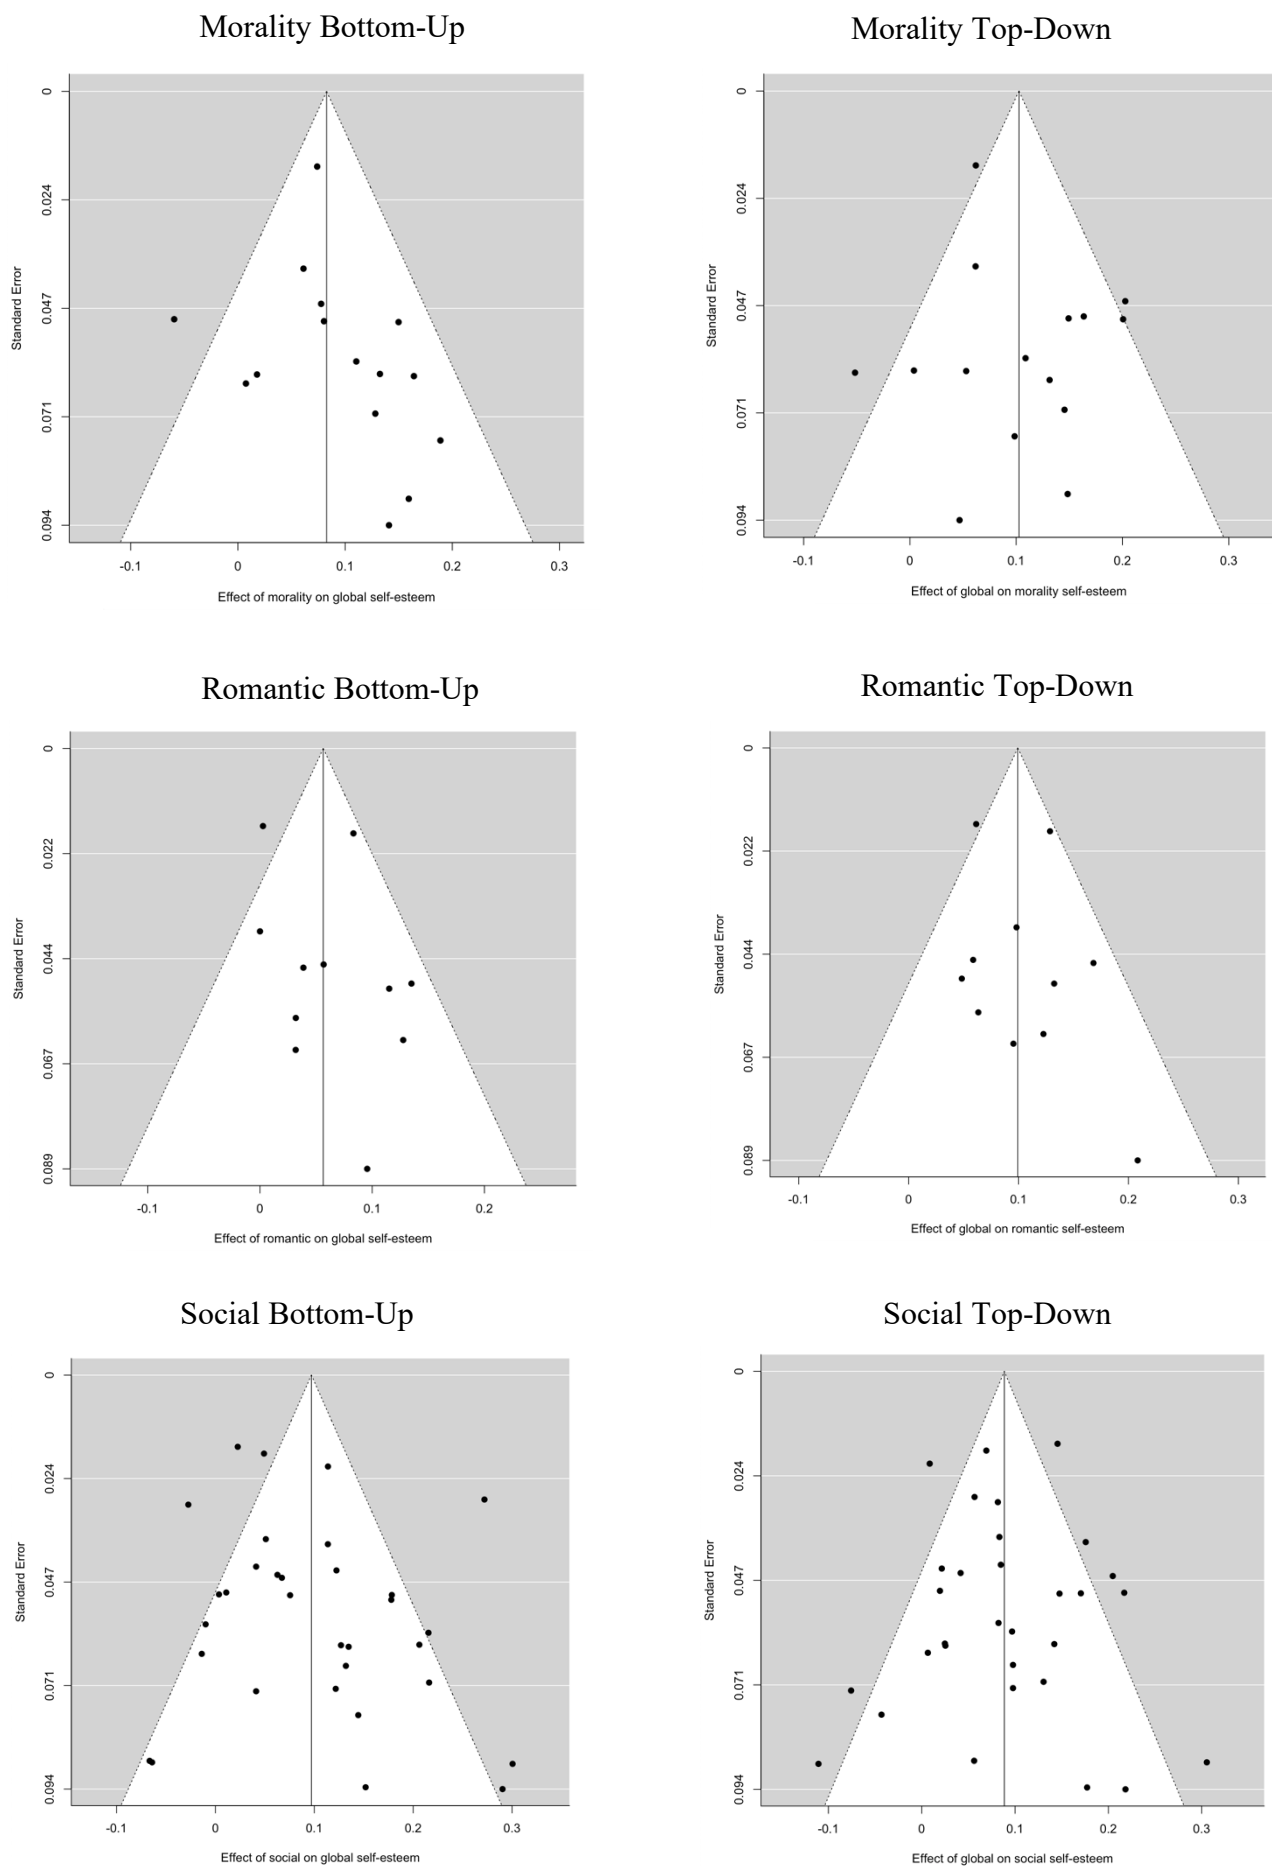 Morality Bottom-Up
0
0.024
0.047
0.071
0.094
Standard Error
-0.1 0 0.1 0.2 0.3
Effect of morality on global self-esteem
Morality Top-Down
0
0.024
0.047
0.071
0.094
Standard Error
-0.1 0 0.1 0.2 0.3
Effect of global on morality self-esteem
Romantic Bottom-Up
0
0.022
0.044
0.067
0.089
Standard Error
-0.1 0 0.1 0.2
Effect of romantic on global self-esteem
Romantic Top-Down
0
0.022
0.044
0.067
0.089
Standard Error
-0.1 0 0.1 0.2 0.3
Effect of global on romantic self-esteem
Social Bottom-Up
0
0.024
0.047
0.071
0.094
Standard Error
-0.1 0 0.1 0.2 0.3
Effect of social on global self-esteem
Social Top-Down
0
0.024
0.047
0.071
0.094
Standard Error
-0.1 0 0.1 0.2 0.3
Effect of global on social self-esteem